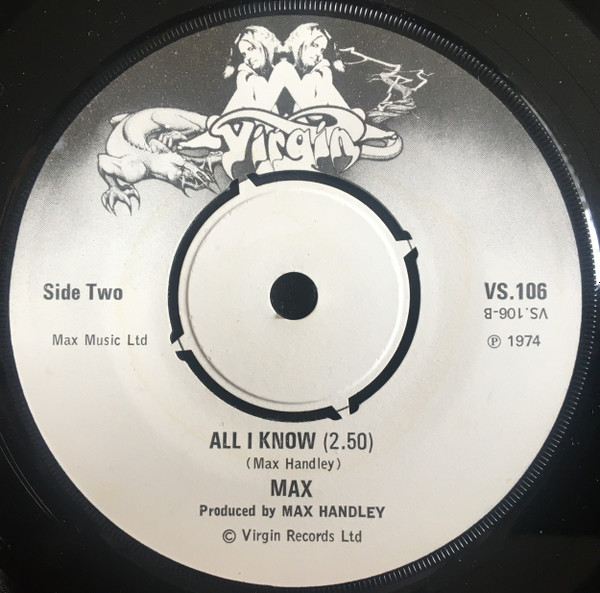 Virgin
Side Two
VS.106
VS.106-B
Max Music Ltd
℗ 1974
ALL I KNOW (2.50)
(Max Handley)
MAX
Produced by MAX HANDLEY
© Virgin Records Ltd